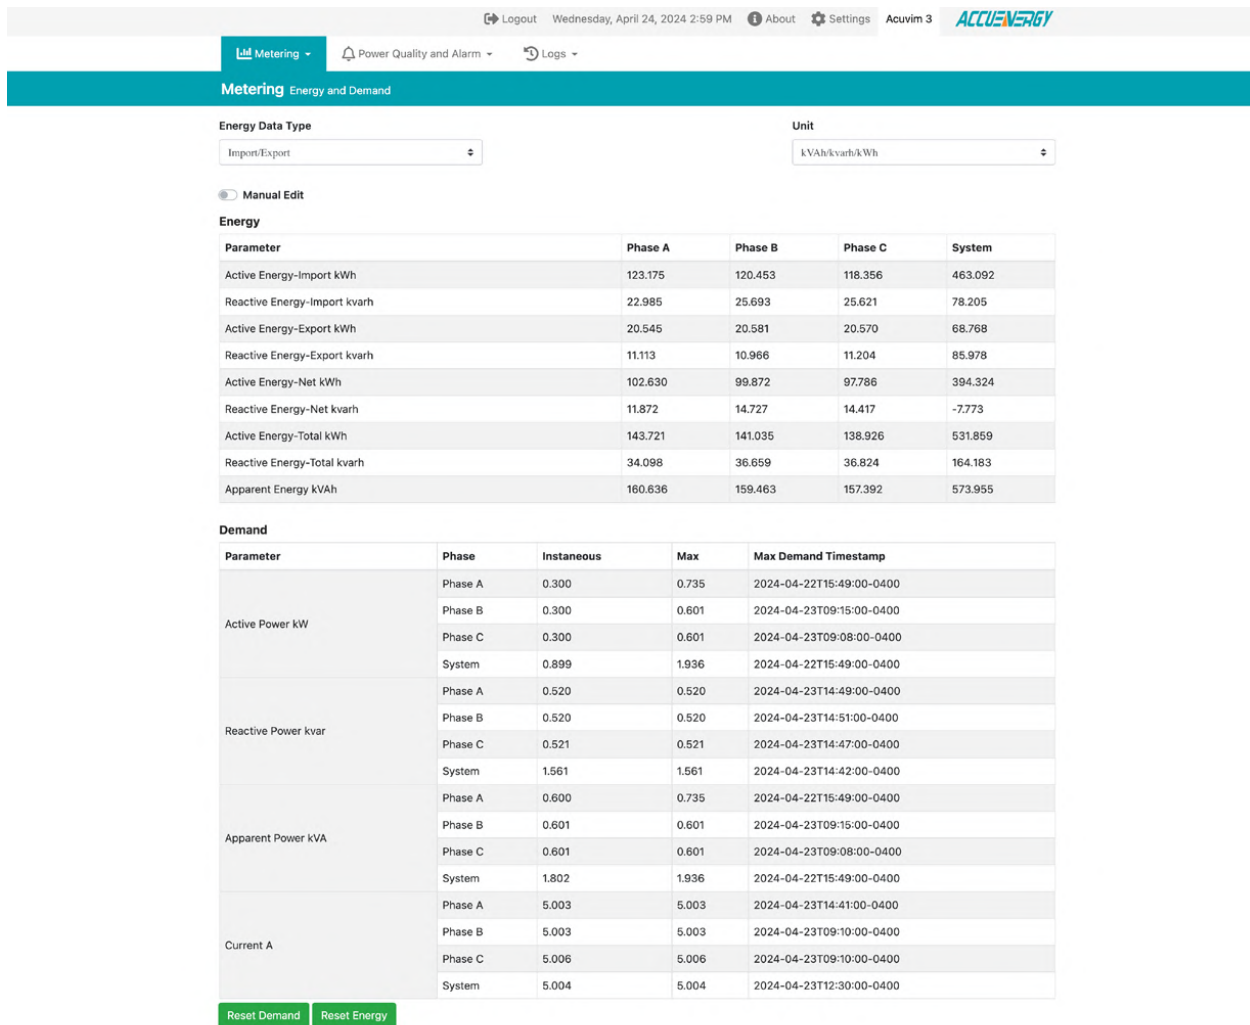 Logout Wednesday, April 24, 2024 2:59 PM About Settings Acuvim 3 ACCUENERGY
Metering Power Quality and Alarm Logs
Metering Energy and Demand
Energy Data Type Unit
Import/Export kVAh/kvarh/kWh
Manual Edit
Energy
Parameter Phase A Phase B Phase C System
Active Energy-Import kWh 123.175 120.453 118.356 463.092
Reactive Energy-Import kvarh 22.985 25.693 25.621 78.205
Active Energy-Export kWh 20.545 20.581 20.570 68.768
Reactive Energy-Export kvarh 11.113 10.966 11.204 85.978
Active Energy-Net kWh 102.630 99.872 97.786 394.324
Reactive Energy-Net kvarh 11.872 14.727 14.417 -7.773
Active Energy-Total kWh 143.721 141.035 138.926 531.859
Reactive Energy-Total kvarh 34.098 36.659 36.824 164.183
Apparent Energy kVAh 160.636 159.463 157.392 573.955
Demand
Parameter Phase Instaneous Max Max Demand Timestamp
Active Power kW
Phase A 0.300 0.735 2024-04-22T15:49:00-0400
Phase B 0.300 0.601 2024-04-23T09:15:00-0400
Phase C 0.300 0.601 2024-04-23T09:08:00-0400
System 0.899 1.936 2024-04-22T15:49:00-0400
Reactive Power kvar
Phase A 0.520 0.520 2024-04-23T14:49:00-0400
Phase B 0.520 0.520 2024-04-23T14:51:00-0400
Phase C 0.521 0.521 2024-04-23T14:47:00-0400
System 1.561 1.561 2024-04-23T14:42:00-0400
Apparent Power kVA
Phase A 0.600 0.735 2024-04-22T15:49:00-0400
Phase B 0.601 0.601 2024-04-23T09:15:00-0400
Phase C 0.601 0.601 2024-04-23T09:08:00-0400
System 1.802 1.936 2024-04-22T15:49:00-0400
Current A
Phase A 5.003 5.003 2024-04-23T14:41:00-0400
Phase B 5.003 5.003 2024-04-23T09:10:00-0400
Phase C 5.006 5.006 2024-04-23T09:10:00-0400
System 5.004 5.004 2024-04-23T12:30:00-0400
Reset Demand Reset Energy